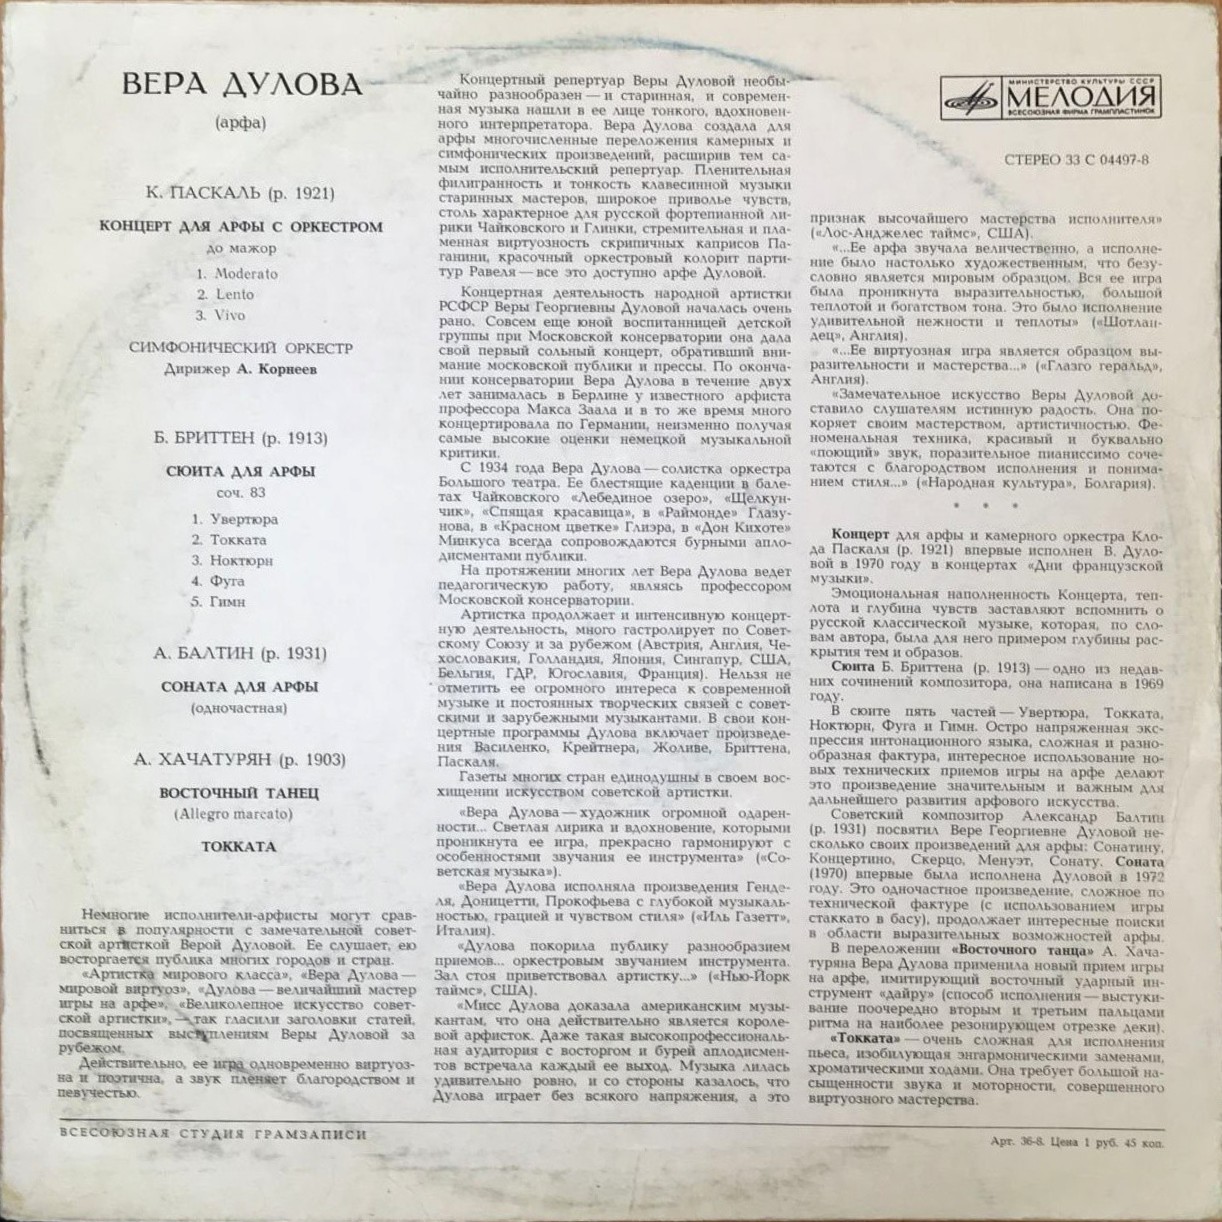 ВЕРА ДУЛОВА
(арфа)
К. ПАСКАЛЬ (р. 1921)
КОНЦЕРТ ДЛЯ АРФЫ С ОРКЕСТРОМ
до мажор
1. Moderato
2. Lento
3. Vivo
СИМФОНИЧЕСКИЙ ОРКЕСТР
Дирижер А. Корнеев
Б. БРИТТЕН (р. 1913)
СЮИТА ДЛЯ АРФЫ
соч. 83
1. Увертюра
2. Токката
3. Ноктюрн
4. Фуга
5. Гимн
А. БАЛТИН (р. 1931)
СОНАТА ДЛЯ АРФЫ
(одночастная)
А. ХАЧАТУРЯН (р. 1903)
ВОСТОЧНЫЙ ТАНЕЦ
(Allegro marcato)
ТОККАТА
Немногие исполнители-арфисты могут срав-
ниться в популярности с замечательной совет-
ской артисткой Верой Дуловой. Ее слушает, ею
восторгается публика многих городов и стран.
«Артистка мирового класса», «Вера Дулова —
мировой виртуоз», «Дулова — величайший мастер
игры на арфе», «Великолепное искусство совет-
ской артистки», — так гласили заголовки статей,
посвященных выступлениям Веры Дуловой за
рубежом.
Действительно, ее игра одновременно виртуоз-
на и поэтична, а звук пленяет благородством и
певучестью.
Концертный репертуар Веры Дуловой необы-
чайно разнообразен — и старинная, и современ-
ная музыка нашли в ее лице тонкого, вдохновен-
ного интерпретатора. Вера Дулова создала для
арфы многочисленные переложения камерных и
симфонических произведений, расширив тем са-
мым исполнительский репертуар. Пленительная
филигранность и тонкость клавесинной музыки
старинных мастеров, широкое приволье чувств,
столь характерное для русской фортепианной ли-
рики Чайковского и Глинки, стремительная и пла-
менная виртуозность скрипичных каприсов Па-
ганини, красочный оркестровый колорит парти-
тур Равеля — все это доступно арфе Дуловой.
Концертная деятельность народной артистки
РСФСР Веры Георгиевны Дуловой началась очень
рано. Совсем еще юной воспитанницей детской
группы при Московской консерватории она дала
свой первый сольный концерт, обративший вни-
мание московской публики и прессы. По оконча-
нии консерватории Вера Дулова в течение двух
лет занималась в Берлине у известного арфиста
профессора Макса Заала и в то же время много
концертировала по Германии, неизменно получая
самые высокие оценки немецкой музыкальной
критики.
С 1934 года Вера Дулова — солистка оркестра
Большого театра. Ее блестящие каденции в бале-
тах Чайковского «Лебединое озеро», «Щелкун-
чик», «Спящая красавица», в «Раймонде» Глазу-
нова, в «Красном цветке» Глиэра, в «Дон Кихоте»
Минкуса всегда сопровождаются бурными апло-
дисментами публики.
На протяжении многих лет Вера Дулова ведет
педагогическую работу, являясь профессором
Московской консерватории.
Артистка продолжает и интенсивную концерт-
ную деятельность, много гастролирует по Совет-
скому Союзу и за рубежом (Австрия, Англия, Че-
хословакия, Голландия, Япония, Сингапур, США,
Бельгия, ГДР, Югославия, Франция). Нельзя не
отметить ее огромного интереса к современной
музыке и постоянных творческих связей с совет-
скими и зарубежными музыкантами. В свои кон-
цертные программы Дулова включает произведе-
ния Василенко, Крейтнера, Жоливе, Бриттена,
Паскаля.
Газеты многих стран единодушны в своем вос-
хищении искусством советской артистки.
«Вера Дулова — художник огромной одарен-
ности... Светлая лирика и вдохновение, которыми
проникнута ее игра, прекрасно гармонируют с
особенностями звучания ее инструмента» («Со-
ветская музыка»).
«Вера Дулова исполняла произведения Генде-
ля, Доницетти, Прокофьева с глубокой музыкаль-
ностью, грацией и чувством стиля» («Иль Газетт»,
Италия).
«Дулова покорила публику разнообразием
приемов... оркестровым звучанием инструмента.
Зал стоя приветствовал артистку...» («Нью-Йорк
таймс», США).
«Мисс Дулова доказала американским музы-
кантам, что она действительно является короле-
вой арфисток. Даже такая высокопрофессиональ-
ная аудитория с восторгом и бурей аплодисмен-
тов встречала каждый ее выход. Музыка лилась
удивительно ровно, и со стороны казалось, что
Дулова играет без всякого напряжения, а это
МИНИСТЕРСТВО КУЛЬТУРЫ СССР
МЕЛОДИЯ
ВСЕСОЮЗНАЯ ФИРМА ГРАМПЛАСТИНОК
СТЕРЕО 33 С 04497-8
признак высочайшего мастерства исполнителя»
(«Лос-Анджелес таймс», США).
«...Ее арфа звучала величественно, а исполне-
ние было настолько художественным, что безу-
словно является мировым образцом. Вся ее игра
была проникнута выразительностью, большой
теплотой и богатством тона. Это было исполнение
удивительной нежности и теплоты» («Шотлан-
дец», Англия).
«...Ее виртуозная игра является образцом вы-
разительности и мастерства...» («Глазго геральд»,
Англия).
«Замечательное искусство Веры Дуловой до-
ставило слушателям истинную радость. Она по-
коряет своим мастерством, артистичностью. Фе-
номенальная техника, красивый и буквально
«поющий» звук, поразительное пианиссимо соче-
таются с благородством исполнения и понима-
нием стиля...» («Народная культура», Болгария).
* * *
Концерт для арфы и камерного оркестра Кло-
да Паскаля (р. 1921) впервые исполнен В. Дуло-
вой в 1970 году в концертах «Дни французской
музыки».
Эмоциональная наполненность Концерта, теп-
лота и глубина чувств заставляют вспомнить о
русской классической музыке, которая, по сло-
вам автора, была для него примером глубины рас-
крытия тем и образов.
Сюита Б. Бриттена (р. 1913) — одно из недав-
них сочинений композитора, она написана в 1969
году.
В сюите пять частей — Увертюра, Токката,
Ноктюрн, Фуга и Гимн. Остро напряженная экс-
прессия интонационного языка, сложная и разно-
образная фактура, интересное использование но-
вых технических приемов игры на арфе делают
это произведение значительным и важным для
дальнейшего развития арфового искусства.
Советский композитор Александр Балтин
(р. 1931) посвятил Вере Георгиевне Дуловой не-
сколько своих произведений для арфы: Сонатину,
Концертино, Скерцо, Менуэт, Сонату. Соната
(1970) впервые была исполнена Дуловой в 1972
году. Это одночастное произведение, сложное по
технической фактуре (с использованием игры
стаккато в басу), продолжает интересные поиски
в области выразительных возможностей арфы.
В переложении «Восточного танца» А. Хача-
туряна Вера Дулова применила новый прием игры
на арфе, имитирующий восточный ударный ин-
струмент «дайру» (способ исполнения — выстуки-
вание поочередно вторым и третьим пальцами
ритма на наиболее резонирующем отрезке деки).
«Токката» — очень сложная для исполнения
пьеса, изобилующая энгармоническими заменами,
хроматическими ходами. Она требует большой на-
сыщенности звука и моторности, совершенного
виртуозного мастерства.
ВСЕСОЮЗНАЯ СТУДИЯ ГРАМЗАПИСИ
Арт. 36-8. Цена 1 руб. 45 коп.